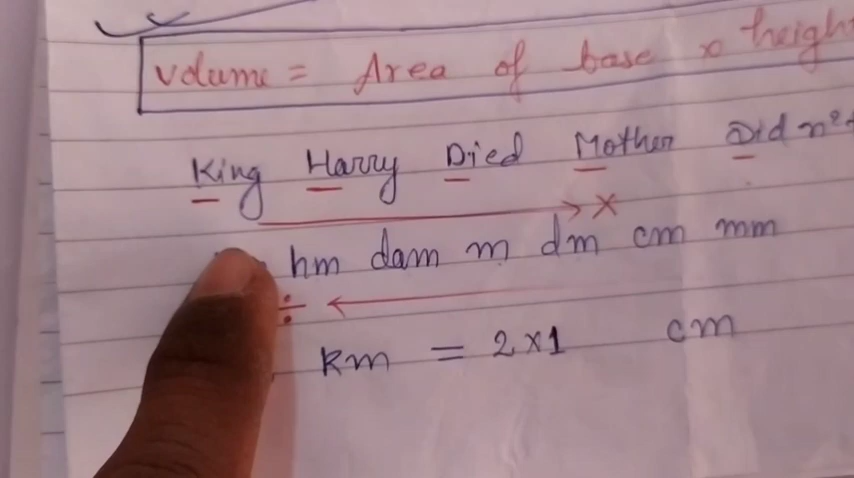 volume = Area of base x heigh
King Harry Died Mother Did
→ ×
hm dam m dm cm mm
÷ ←
km = 2×1 cm